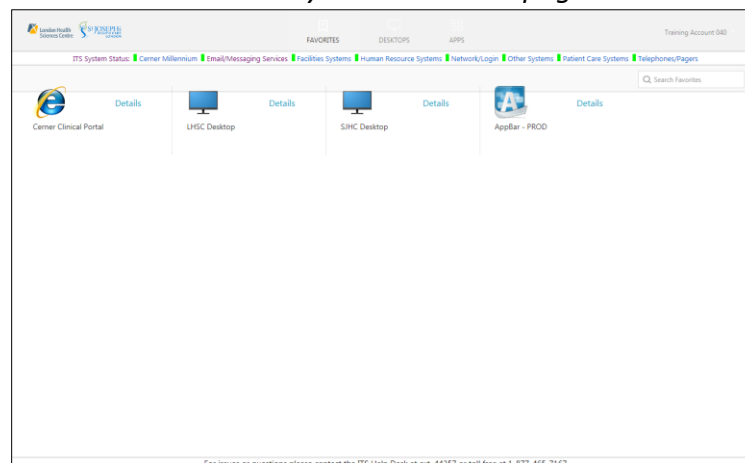 London Health
Sciences Centre
ST JOSEPH'S
LONDON
FAVORITES DESKTOPS APPS
Training Account 040
ITS System Status: Cerner Millennium Email/Messaging Services Facilities Systems Human Resource Systems Network/Login Other Systems Patient Care Systems Telephones/Pagers
Search Favorites
Details Details Details Details
Cerner Clinical Portal LHSC Desktop SJHC Desktop AppBar - PROD